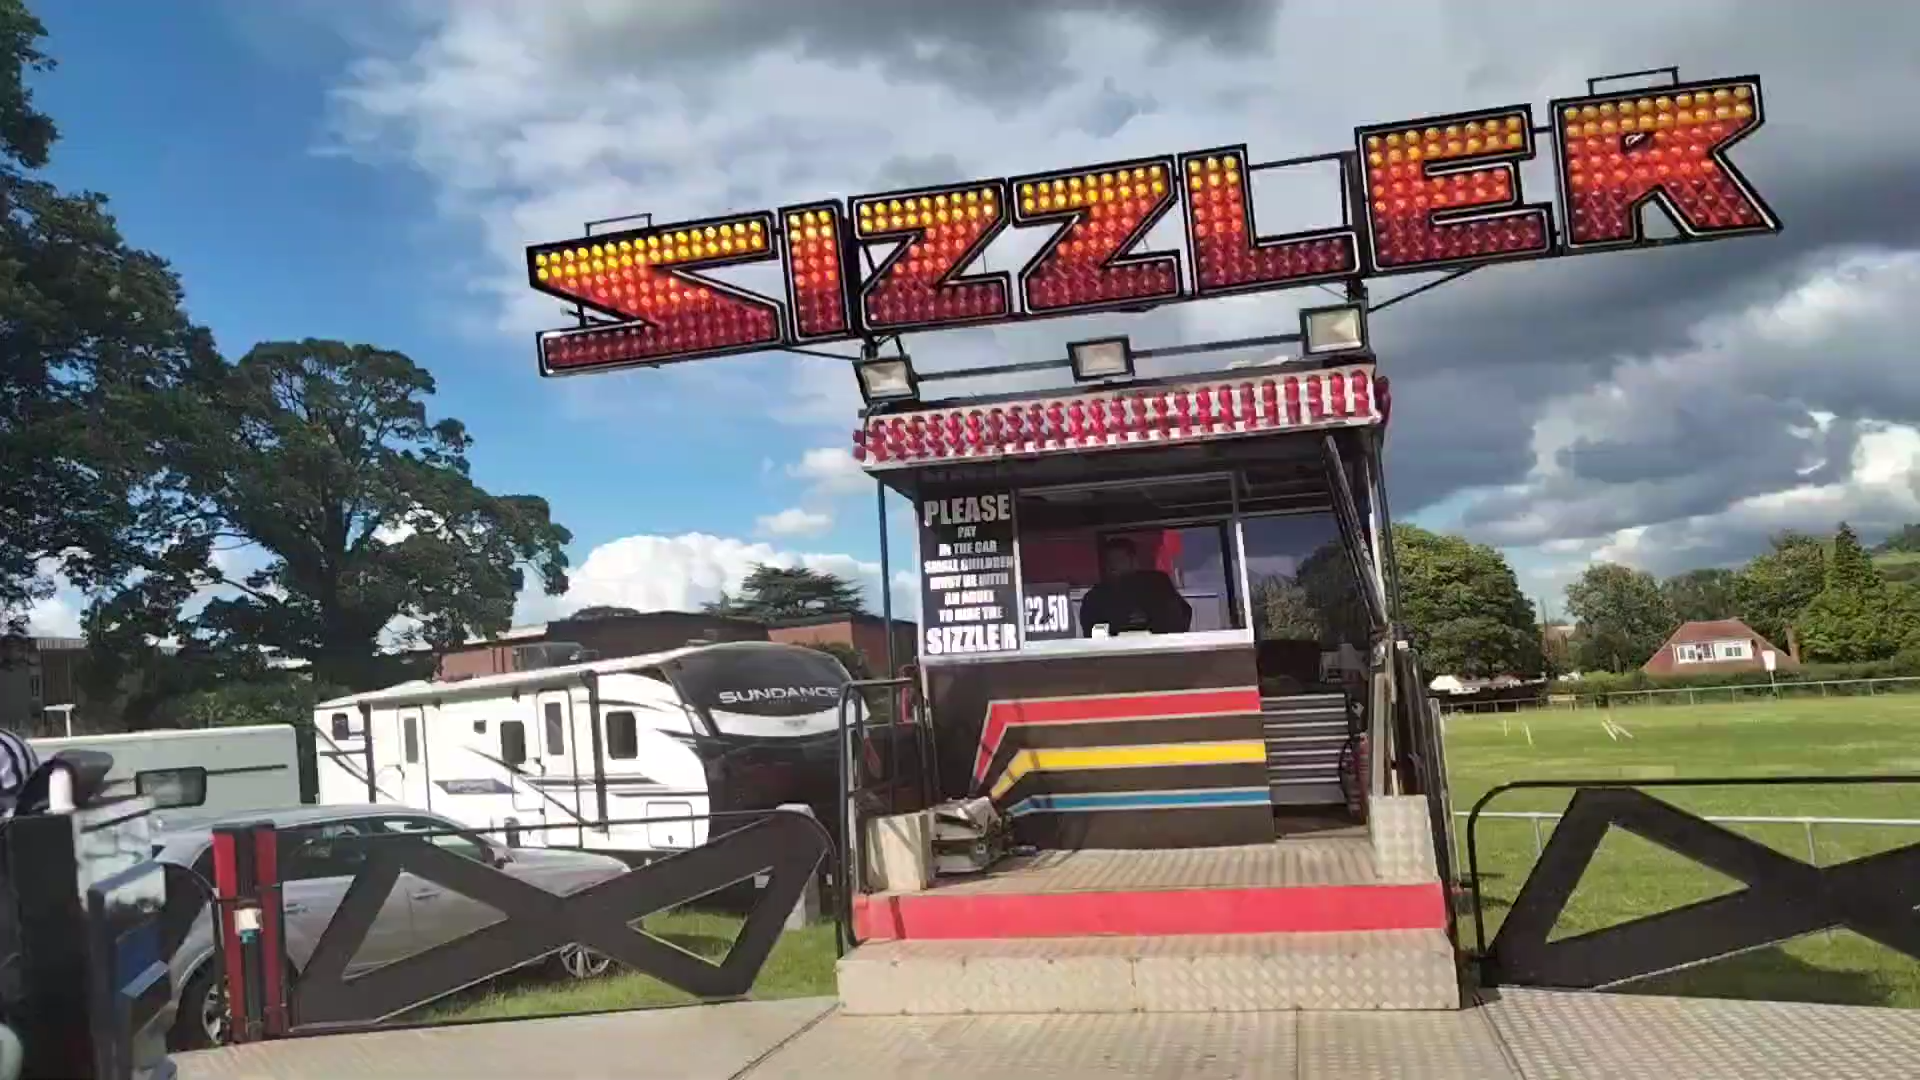 SIZZLER
PLEASE
PAY
IN THE CAR
SMALL CHILDREN
MUST BE WITH
AN ADULT
TO RIDE THE
SIZZLER
£2.50
SUNDANCE